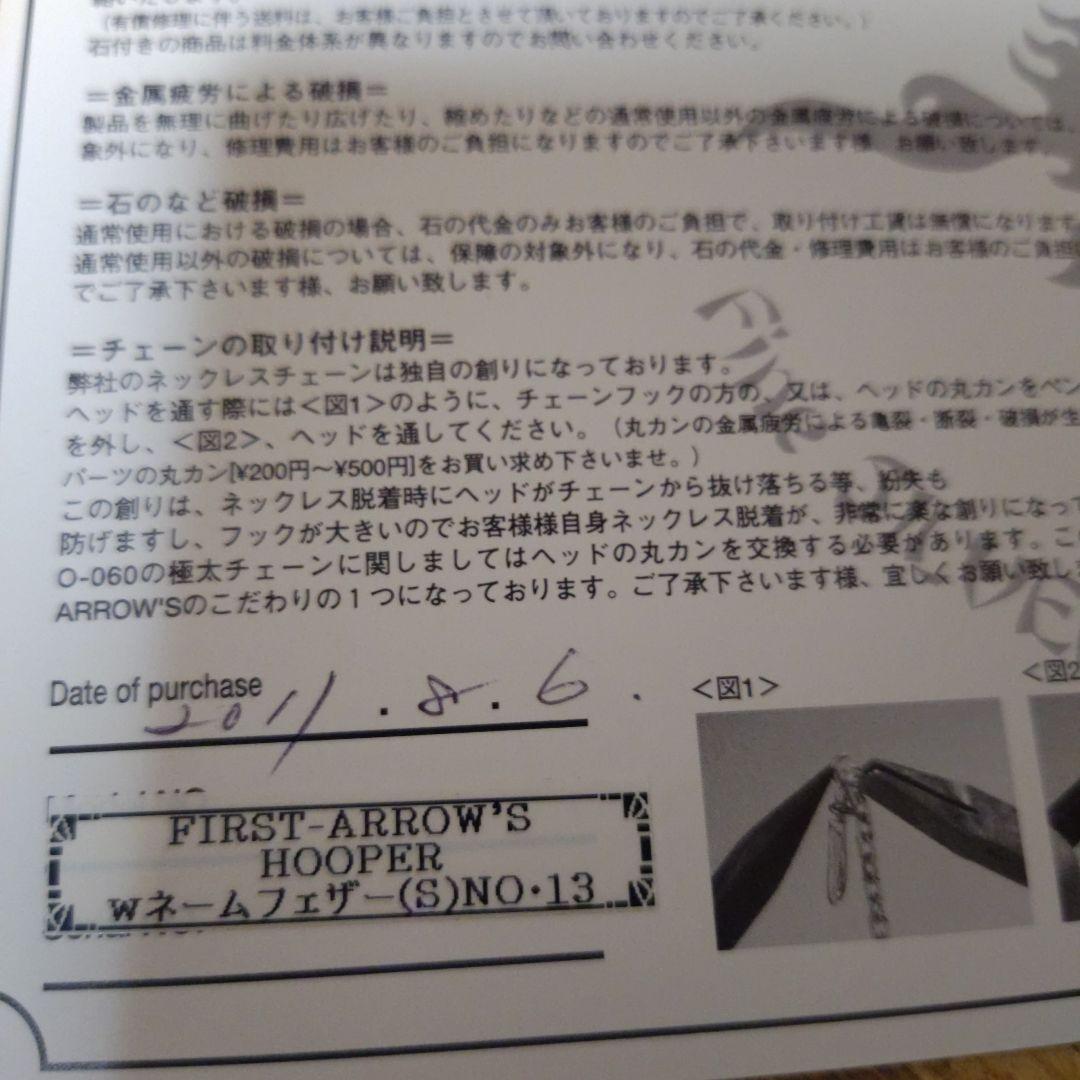 (有償修理に伴う送料は、お客様ご負担とさせて頂いておりますのでご了承ください。)
石付きの商品は料金体系が異なりますのでお問い合わせください。
=金属疲労による破損=
製品を無理に曲げたり広げたり、縮めたりなどの通常使用以外の金属疲労による破損については、
象外になり、修理費用はお客様のご負担になりますのでご了承下さいます様、お願い致します。
=石のなど破損=
通常使用における破損の場合、石の代金のみお客様のご負担で、取り付け工賃は無償になります
通常使用以外の破損については、保障の対象外になり、石の代金・修理費用はお客様のご負担
でご了承下さいます様、お願い致します。
=チェーンの取り付け説明=
弊社のネックレスチェーンは独自の創りになっております。
ヘッドを通す際には<図1>のように、チェーンフックの方の、又は、ヘッドの丸カンをペン
を外し、<図2>、ヘッドを通してください。(丸カンの金属疲労による亀裂・断裂・破損が生
パーツの丸カン[¥200円〜¥500円]をお買い求め下さいませ。)
この創りは、ネックレス脱着時にヘッドがチェーンから抜け落ちる等、紛失も
防げますし、フックが大きいのでお客様様自身ネックレス脱着が、非常に楽な創りになって
O-060の極太チェーンに関しましてはヘッドの丸カンを交換する必要があります。こ
ARROW'Sのこだわりの1つになっております。ご了承下さいます様、宜しくお願い致し
Date of purchase 2011.8.6.
<図1>
<図2
FIRST-ARROW'S
HOOPER
wネームフェザー(S)NO・13